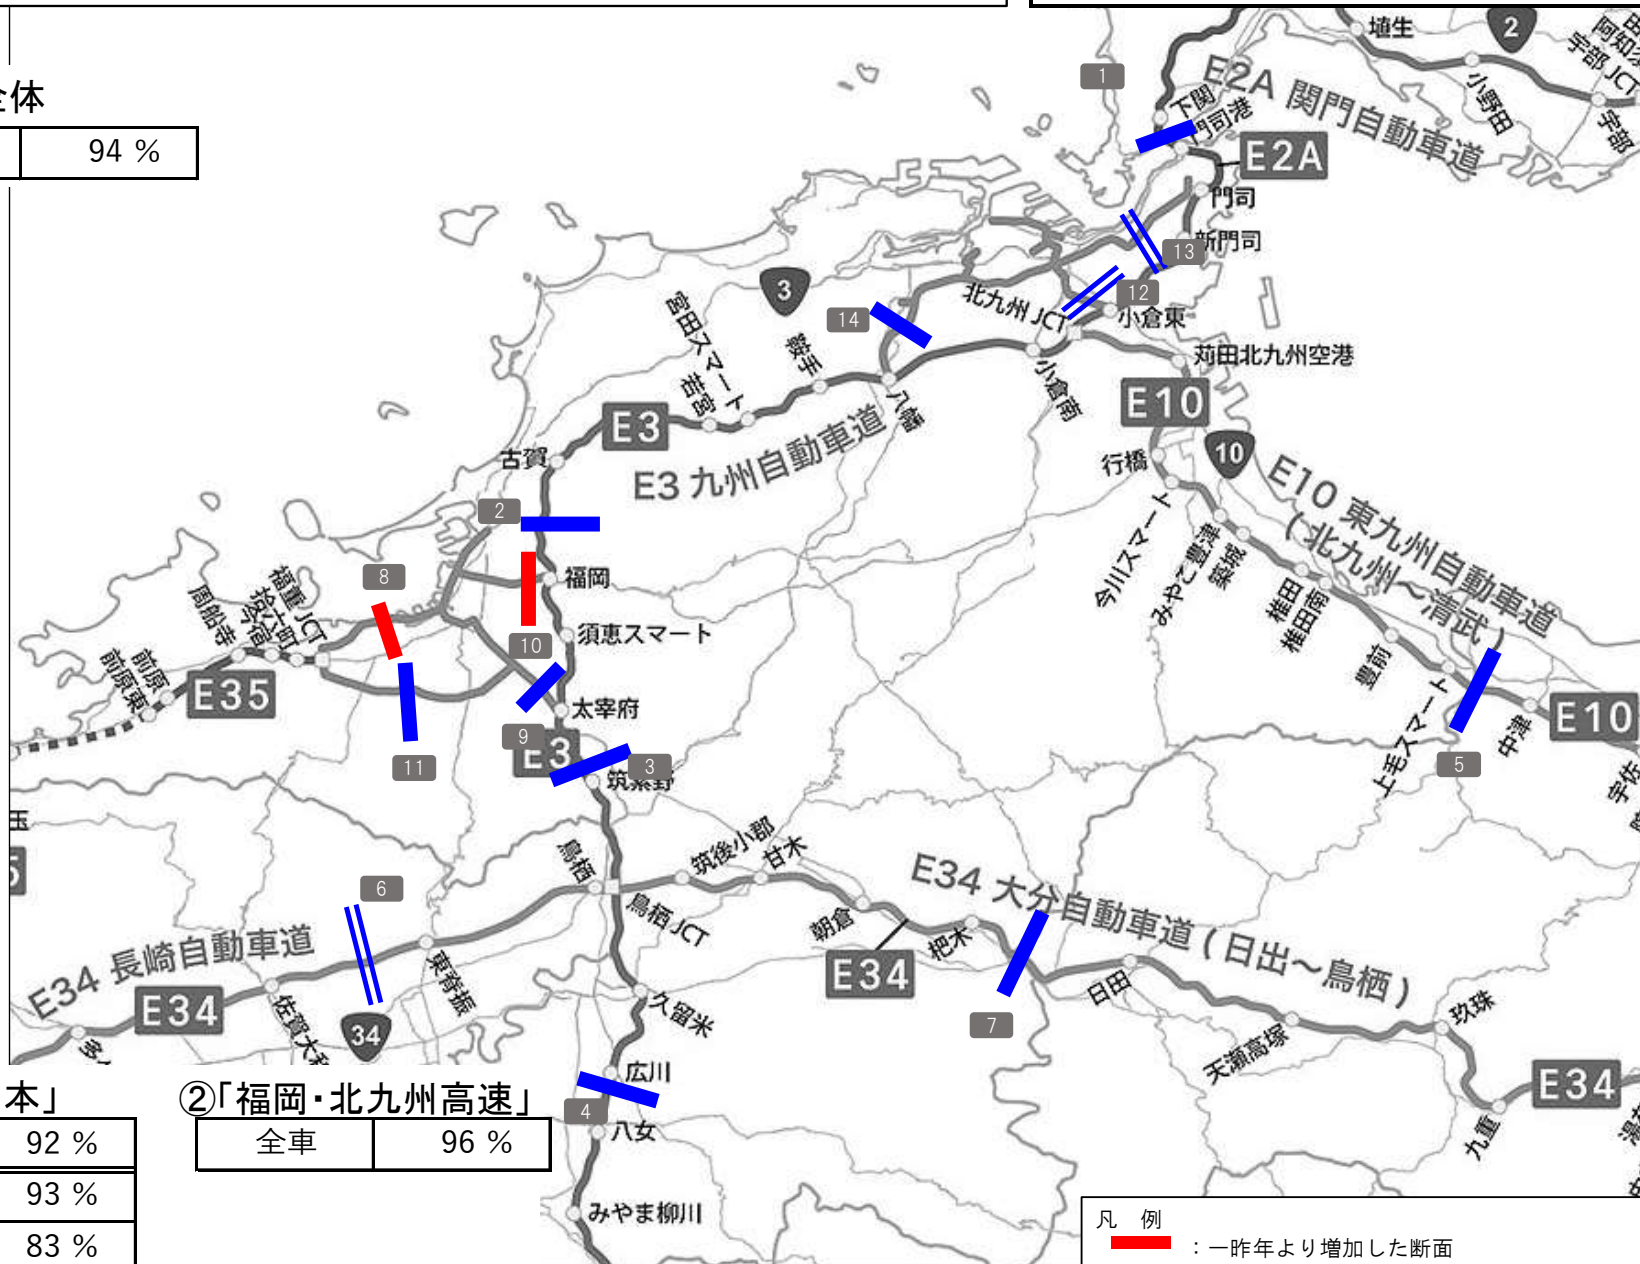 全体
94 %
1
埴生
2
宇部 JCT
小野田
宇部
E2A 関門自動車道
下関
門司港
E2A
門司
新門司
13
12
3
14
北九州 JCT
小倉東
苅田北九州空港
宮田スマート
若宮
鞍手
八幡
小倉南
E10
E3
E3 九州自動車道
古賀
行橋
10
E10 東九州自動車道
( 北九州～清武 )
今川スマート
みやこ豊津
築城
椎田
椎田南
豊前
上毛スマート
中津
E10
宇佐
5
2
8
福岡
10
須恵スマート
福重 JCT
拾六町
今宿
周船寺
前原
前原東
E35
太宰府
9
E3
3
筑紫野
11
玉
6
鳥栖
筑後小郡
甘木
鳥栖 JCT
朝倉
杷木
E34 大分自動車道 ( 日出～鳥栖 )
E34
7
日田
天瀬高塚
玖珠
九重
E34
E34 長崎自動車道
E34
東脊振
佐賀大和
34
久留米
広川
4
八女
みやま柳川
本」
92 %
93 %
83 %
②「福岡・北九州高速」
全車
96 %
凡 例
：一昨年より増加した断面